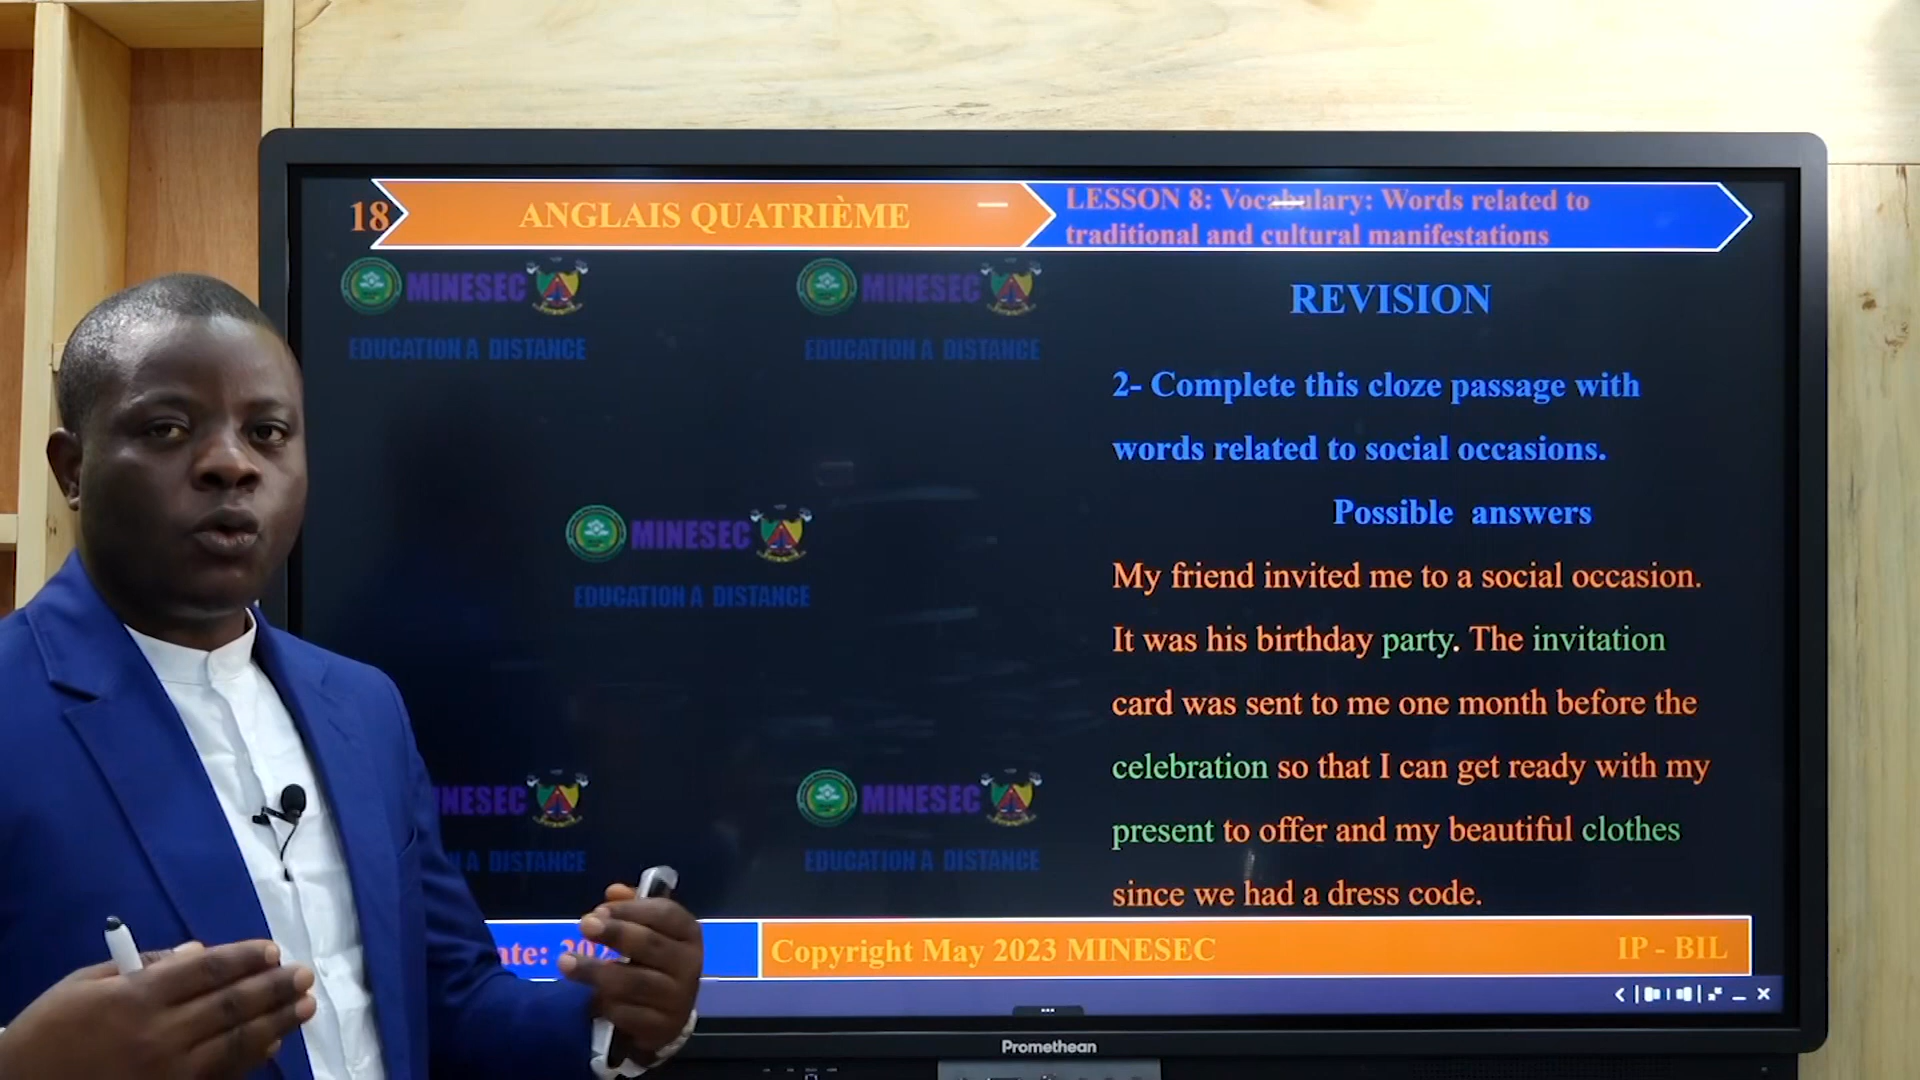 18
ANGLAIS QUATRIÈME
LESSON 8: Vocabulary: Words related to
traditional and cultural manifestations
MINESEC
EDUCATION A DISTANCE
MINESEC
EDUCATION A DISTANCE
REVISION
2- Complete this cloze passage with
words related to social occasions.
Possible answers
My friend invited me to a social occasion.
It was his birthday party. The invitation
card was sent to me one month before the
celebration so that I can get ready with my
present to offer and my beautiful clothes
since we had a dress code.
MINESEC
EDUCATION A DISTANCE
NESEC
A DISTANCE
MINESEC
EDUCATION A DISTANCE
ate: 202
Copyright May 2023 MINESEC
IP - BIL
Promethean